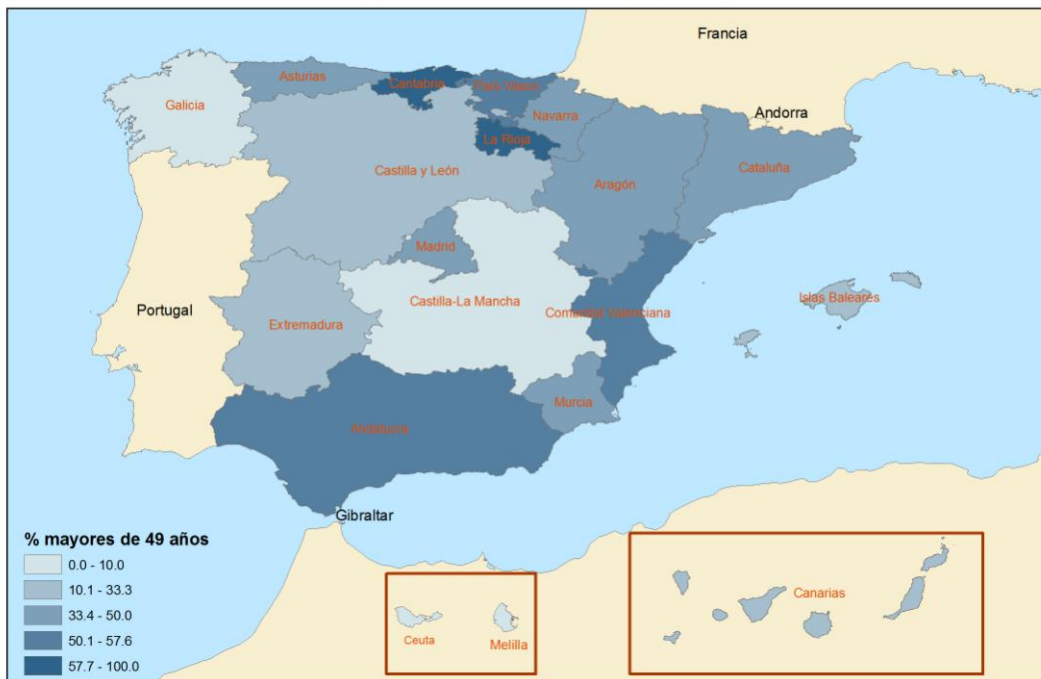 Francia
Asturias
Cantabria
País Vasco
Galicia
Andorra
Navarra
La Rioja
Castilla y León
Cataluña
Aragón
Madrid
Islas Baleares
Castilla-La Mancha
Portugal
Comunitat Valenciana
Extremadura
Murcia
Andalucía
Gibraltar
% mayores de 49 años
0.0 - 10.0
10.1 - 33.3
33.4 - 50.0
50.1 - 57.6
57.7 - 100.0
Canarias
Ceuta
Melilla